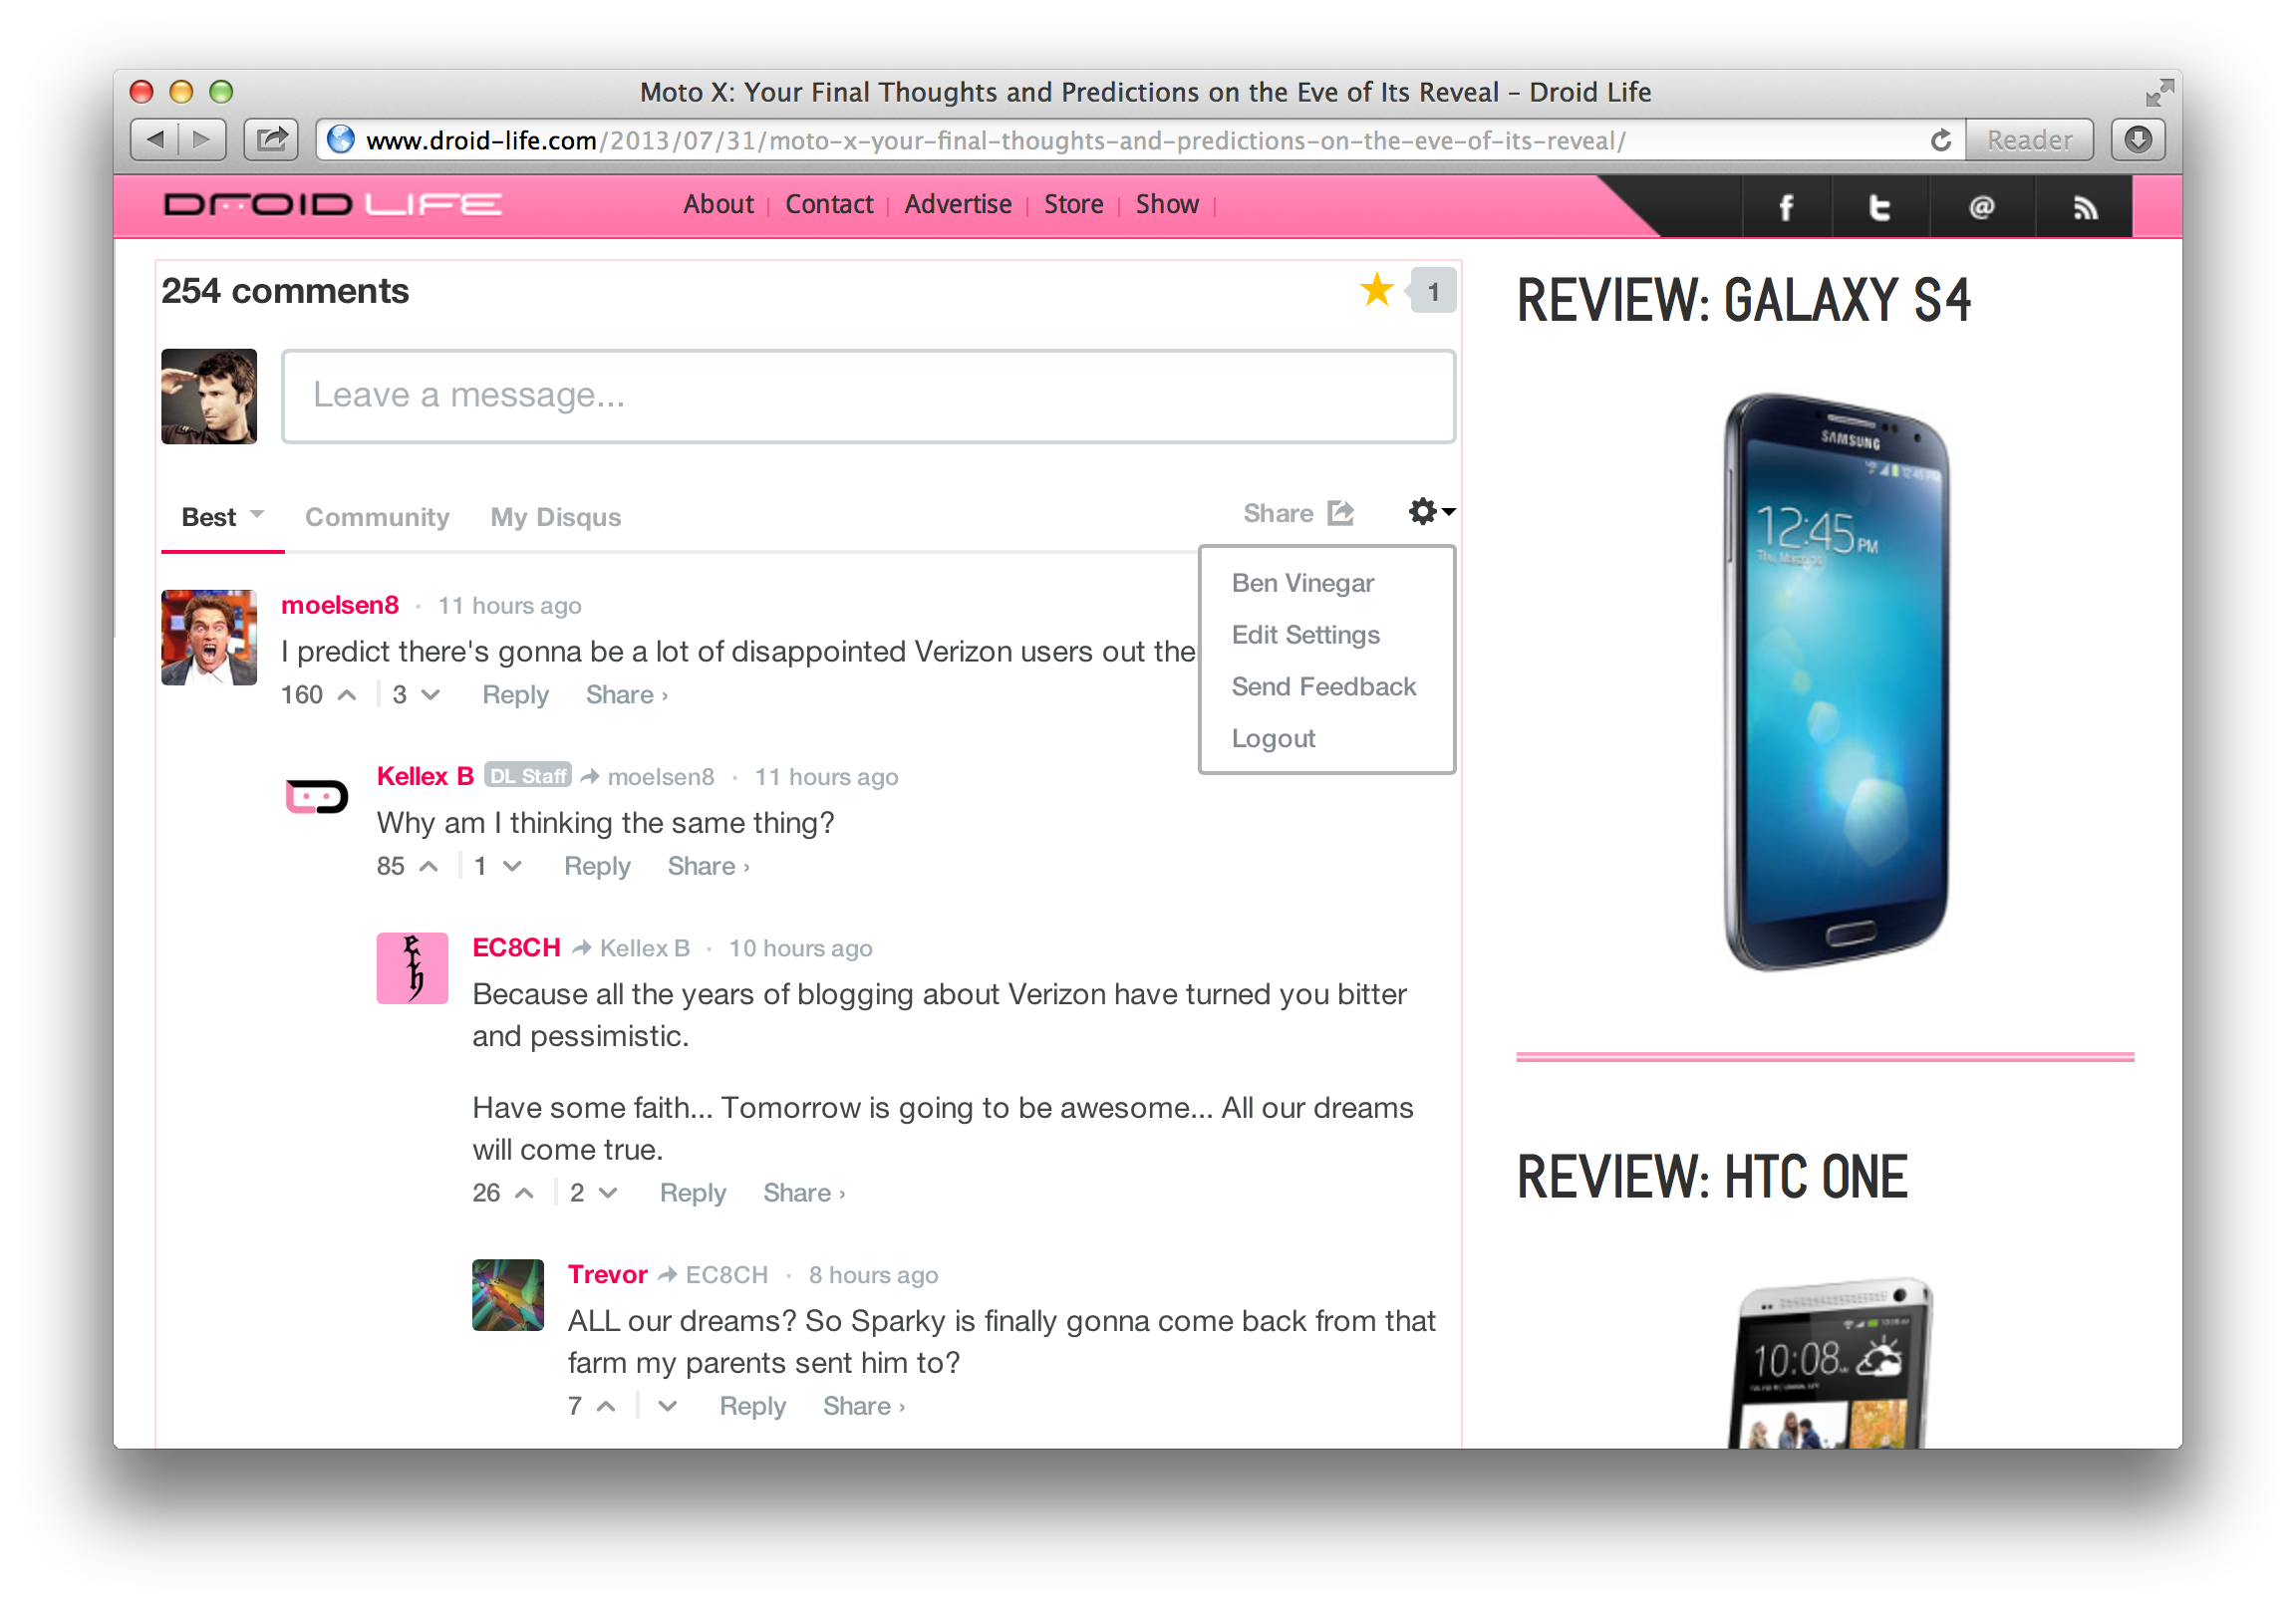 Moto X: Your Final Thoughts and Predictions on the Eve of Its Reveal – Droid Life
www.droid-life.com/2013/07/31/moto-x-your-final-thoughts-and-predictions-on-the-eve-of-its-reveal/
Reader
DROID LIFE
About | Contact | Advertise | Store | Show |
254 comments
1
Leave a message...
Best Community My Disqus
Share
Ben Vinegar
Edit Settings
Send Feedback
Logout
moelsen8 · 11 hours ago
I predict there's gonna be a lot of disappointed Verizon users out the
160 3 Reply Share ›
Kellex B DL Staff moelsen8 · 11 hours ago
Why am I thinking the same thing?
85 1 Reply Share ›
EC8CH Kellex B · 10 hours ago
Because all the years of blogging about Verizon have turned you bitter
and pessimistic.
Have some faith... Tomorrow is going to be awesome... All our dreams
will come true.
26 2 Reply Share ›
Trevor EC8CH · 8 hours ago
ALL our dreams? So Sparky is finally gonna come back from that
farm my parents sent him to?
7 Reply Share ›
REVIEW: GALAXY S4
SAMSUNG
12:45 PM
12:45 PM
REVIEW: HTC ONE
10:08